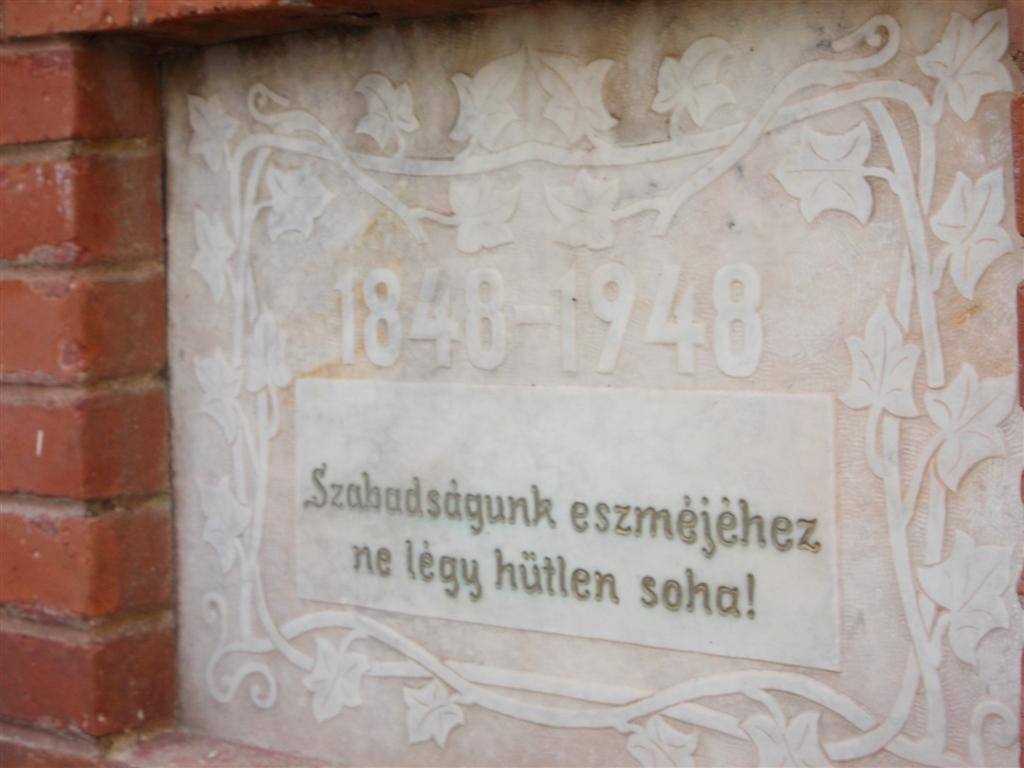 1848-1948
Szabadságunk eszméjéhez
ne légy hűtlen soha!